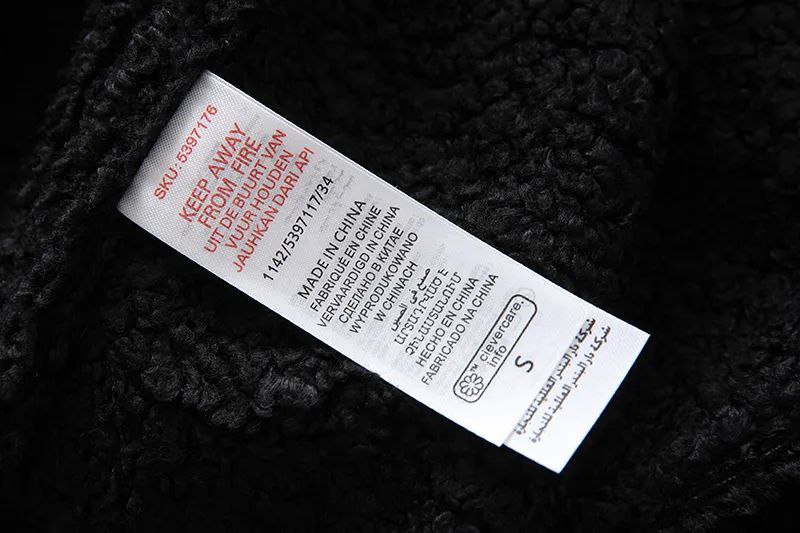 SKU:5397176
KEEP AWAY
FROM FIRE
UIT DE BUURT VAN
VUUR HOUDEN
JAUHKAN DARI API
1142/5397117/34
MADE IN CHINA
FABRIQUÉ EN CHINE
VERVAARDIGD IN CHINA
СДЕЛАНО В КИТАЕ
WYPRODUKOWANO
W CHINACH
صنع في الصين
ԱՐՏԱԴՐՎԱԾ Է
ՉԻՆԱՍՏԱՆՈՒՄ
HECHO EN CHINA
FABRICADO NA CHINA
clevercare.
info
S